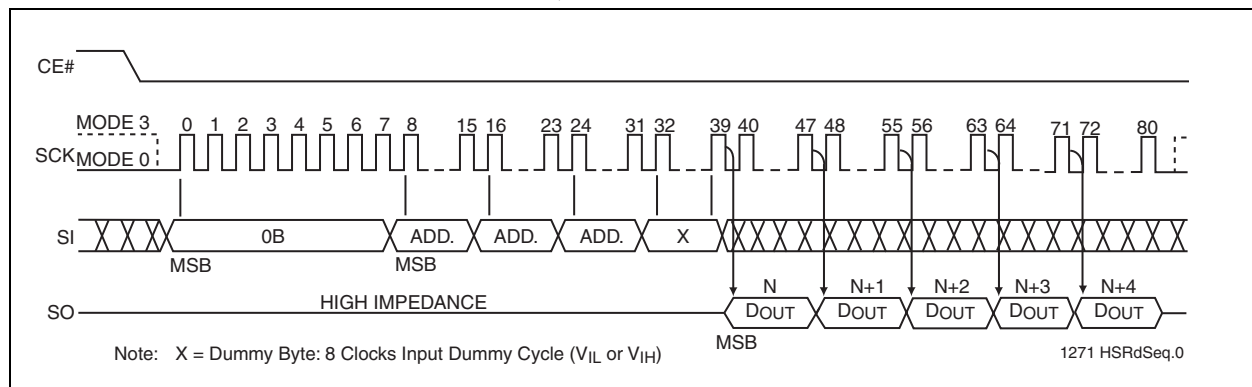 CE#
MODE 3
0 1 2 3 4 5 6 7 8 15 16 23 24 31 32 39 40 47 48 55 56 63 64 71 72 80
SCK
MODE 0
SI
0B ADD. ADD. ADD. X
MSB MSB
N N+1 N+2 N+3 N+4
SO
HIGH IMPEDANCE
DOUT DOUT DOUT DOUT DOUT
MSB
Note: X = Dummy Byte: 8 Clocks Input Dummy Cycle (VIL or VIH)
1271 HSRdSeq.0